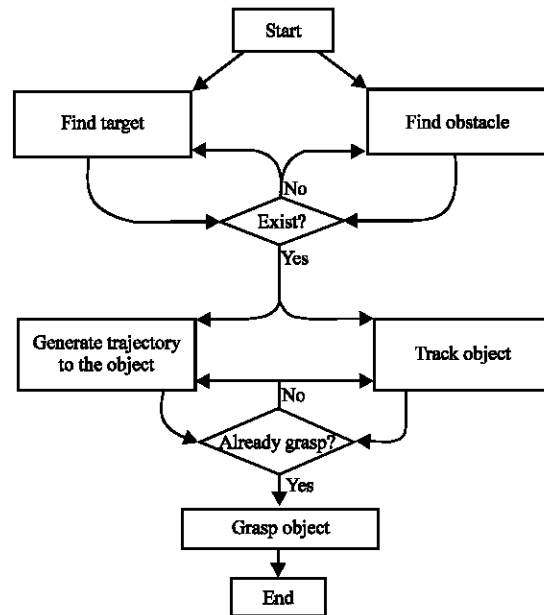 Start
Find target
Find obstacle
No
Exist?
Yes
Generate trajectory
to the object
Track object
No
Already grasp?
Yes
Grasp object
End